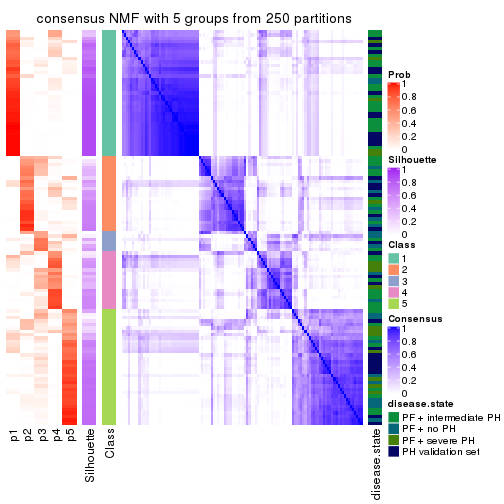 consensus NMF with 5 groups from 250 partitions
Prob
1
0.8
0.6
0.4
0.2
0
Silhouette
1
0.8
0.6
0.4
0.2
0
Class
1
2
3
4
5
Consensus
1
0.8
0.6
0.4
0.2
0
disease.state
PF + intermediate PH
PF + no PH
PF + severe PH
PH validation set
p1
p2
p3
p4
p5
Silhouette
Class
disease.state